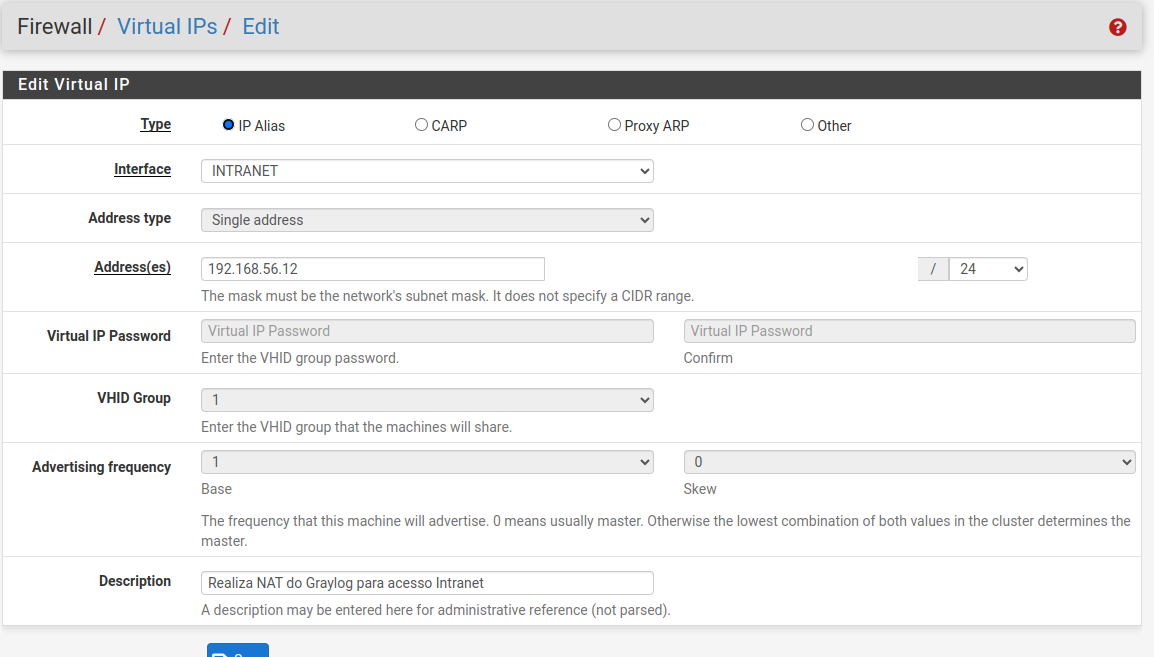 Firewall / Virtual IPs / Edit ?
Edit Virtual IP
Type IP Alias CARP Proxy ARP Other
Interface INTRANET
Address type Single address
Address(es) 192.168.56.12 / 24
The mask must be the network's subnet mask. It does not specify a CIDR range.
Virtual IP Password Virtual IP Password Virtual IP Password
Enter the VHID group password. Confirm
VHID Group 1
Enter the VHID group that the machines will share.
Advertising frequency 1 0
Base Skew
The frequency that this machine will advertise. 0 means usually master. Otherwise the lowest combination of both values in the cluster determines the
master.
Description Realiza NAT do Graylog para acesso Intranet
A description may be entered here for administrative reference (not parsed).